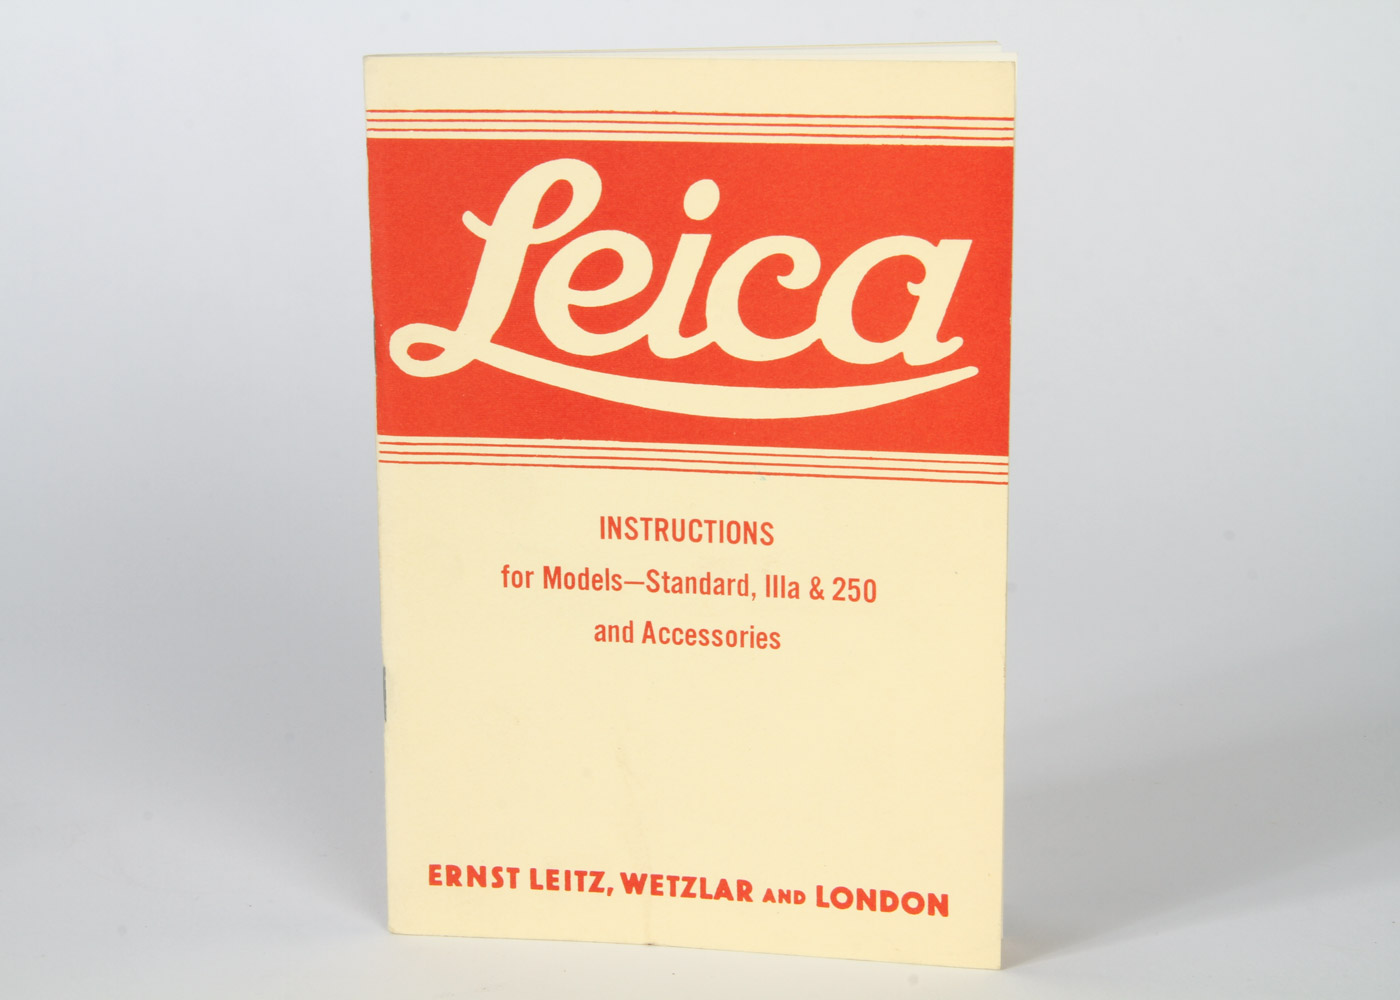 Leica
INSTRUCTIONS
for Models—Standard, IIIa & 250
and Accessories
ERNST LEITZ, WETZLAR AND LONDON